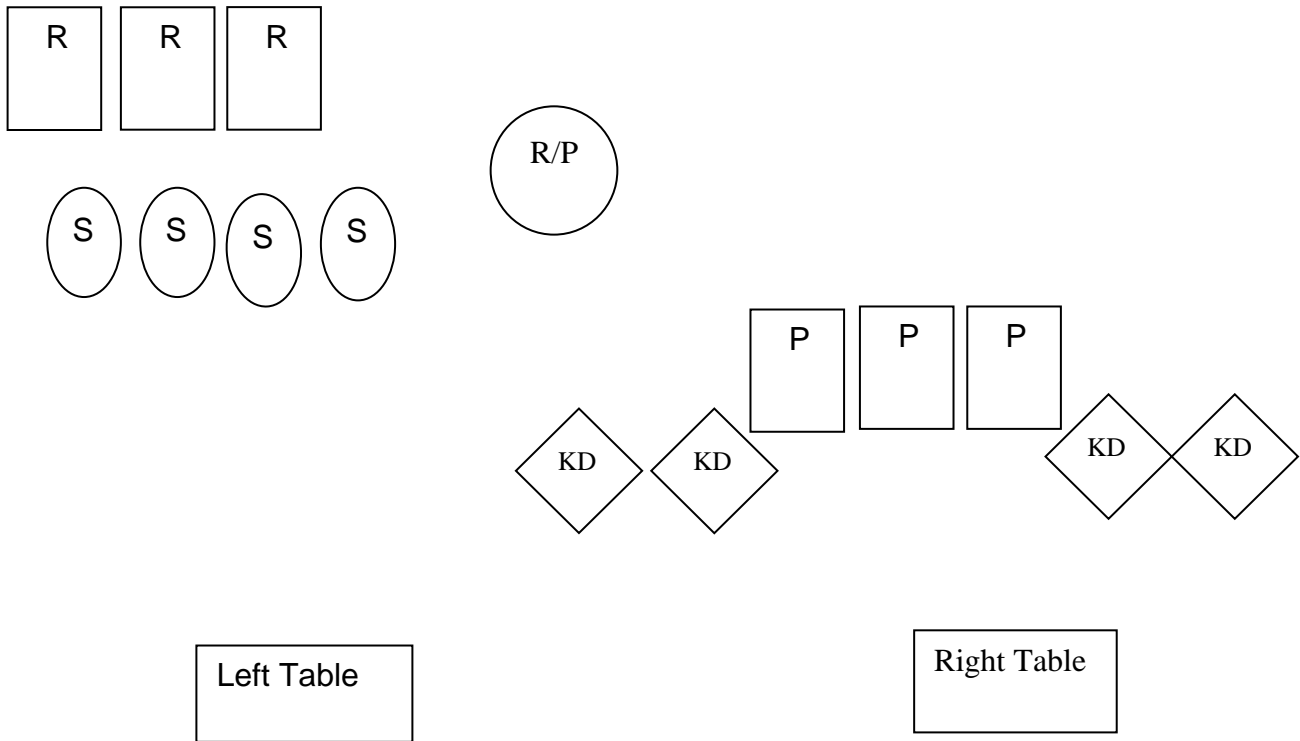 R R R
R/P
S S S S
P P P
KD KD KD KD
Left Table
Right Table